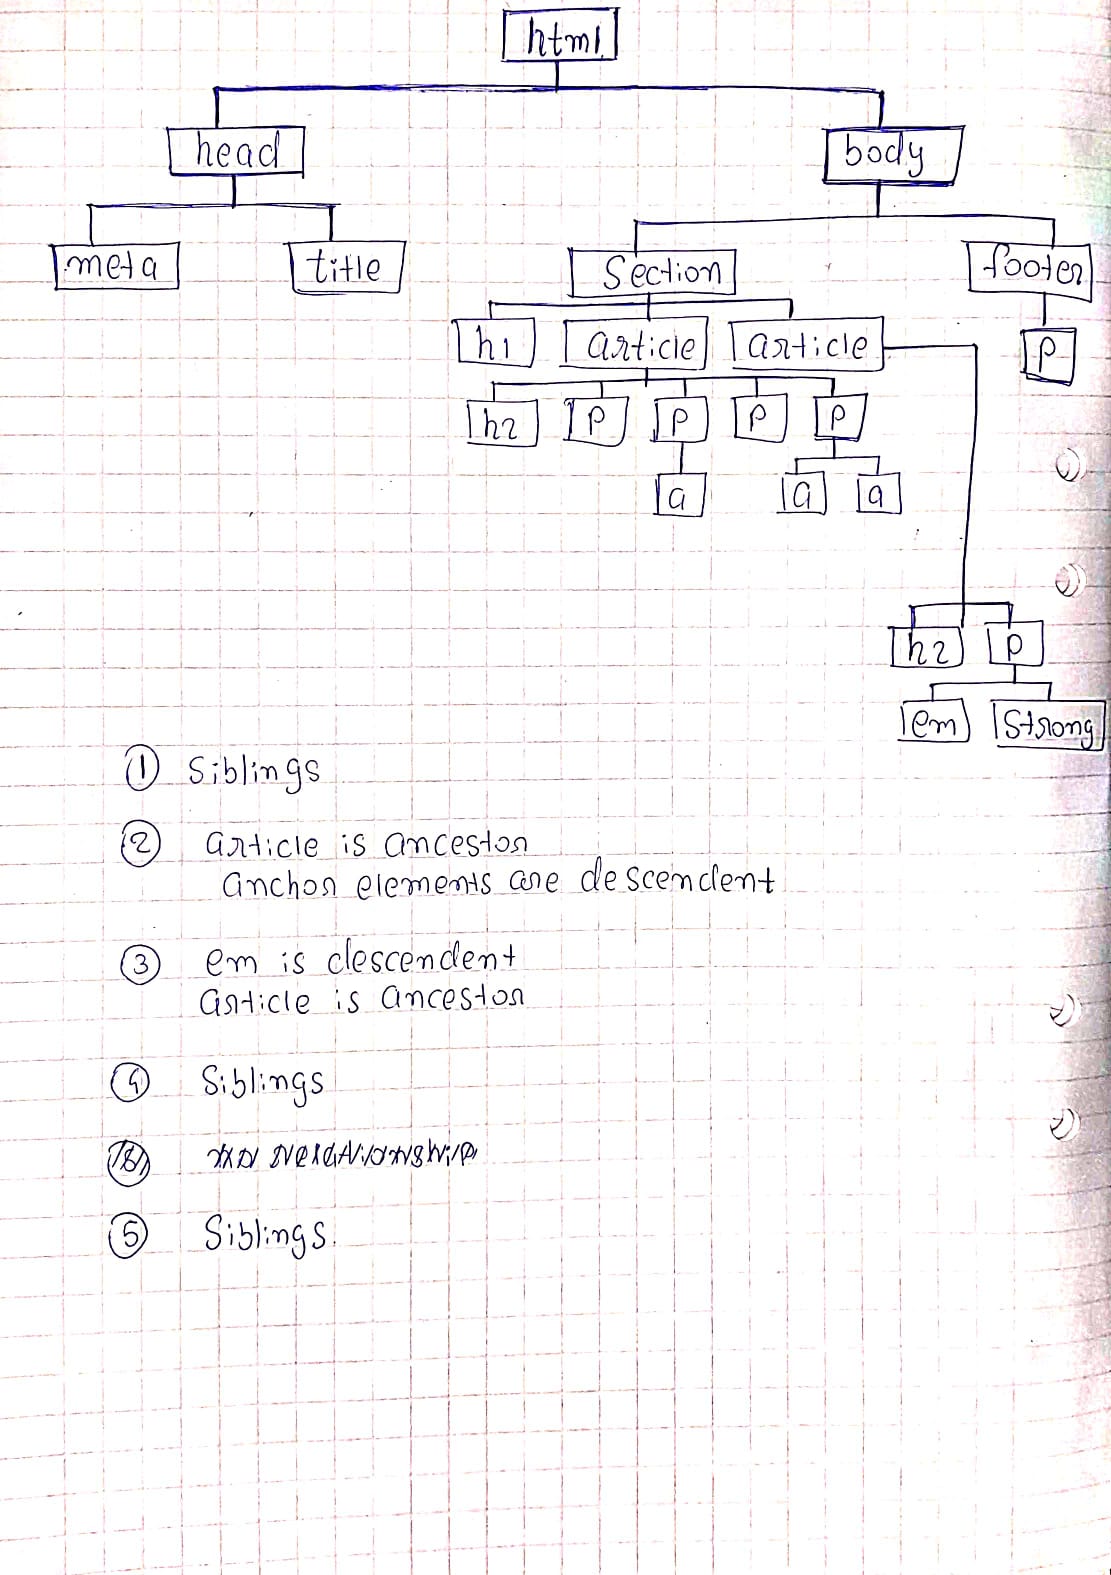 html
head body
meta title Section footer
h1 article article p
h2 p p p p
a a a
h2 p
em Strong
① Siblings
② article is ancestor
anchor elements are descendent
③ em is descendent
article is ancestor
④ Siblings
⑤ Siblings.